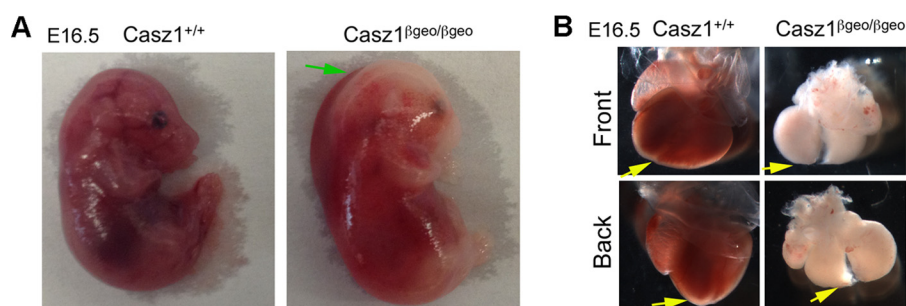 A
E16.5 Casz1+/+ Casz1βgeo/βgeo
B
E16.5 Casz1+/+ Casz1βgeo/βgeo
Front
Back